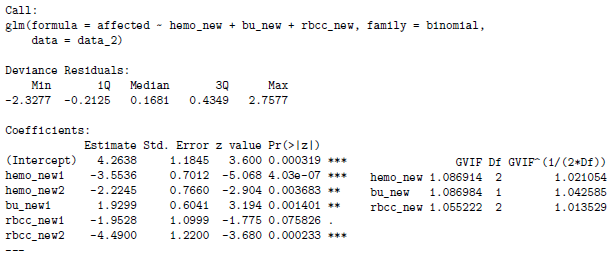 Call:
glm(formula = affected ~ hemo_new + bu_new + rbcc_new, family = binomial,
    data = data_2)
Deviance Residuals:
    Min       1Q   Median       3Q      Max
-2.3277  -0.2125   0.1681   0.4349   2.7577
Coefficients:
            Estimate Std. Error z value Pr(>|z|)
(Intercept)   4.2638     1.1845   3.600 0.000319 ***
hemo_new1    -3.5536     0.7012  -5.068 4.03e-07 ***
hemo_new2    -2.2245     0.7660  -2.904 0.003683 **
bu_new1       1.9299     0.6041   3.194 0.001401 **
rbcc_new1    -1.9528     1.0999  -1.775 0.075826 .
rbcc_new2    -4.4900     1.2200  -3.680 0.000233 ***
---
             GVIF Df GVIF^(1/(2*Df))
hemo_new 1.086914  2        1.021054
bu_new   1.086984  1        1.042585
rbcc_new 1.055222  2        1.013529